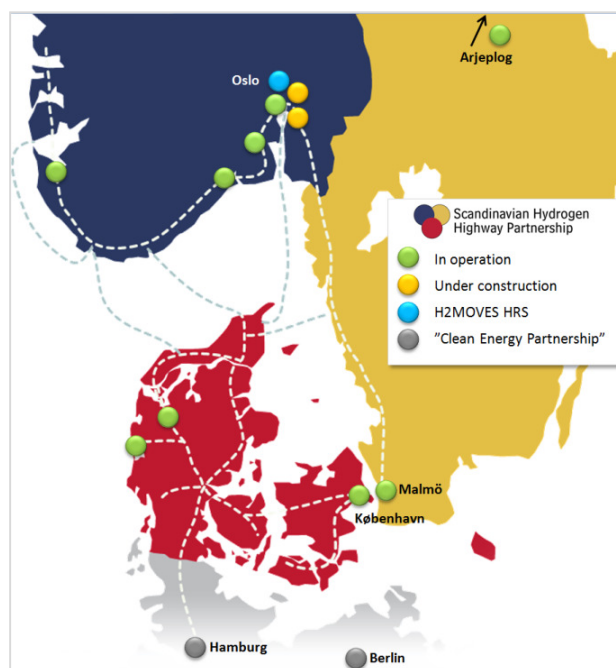 Arjeplog
Oslo
Scandinavian Hydrogen
Highway Partnership
In operation
Under construction
H2MOVES HRS
"Clean Energy Partnership"
Malmö
København
Hamburg
Berlin